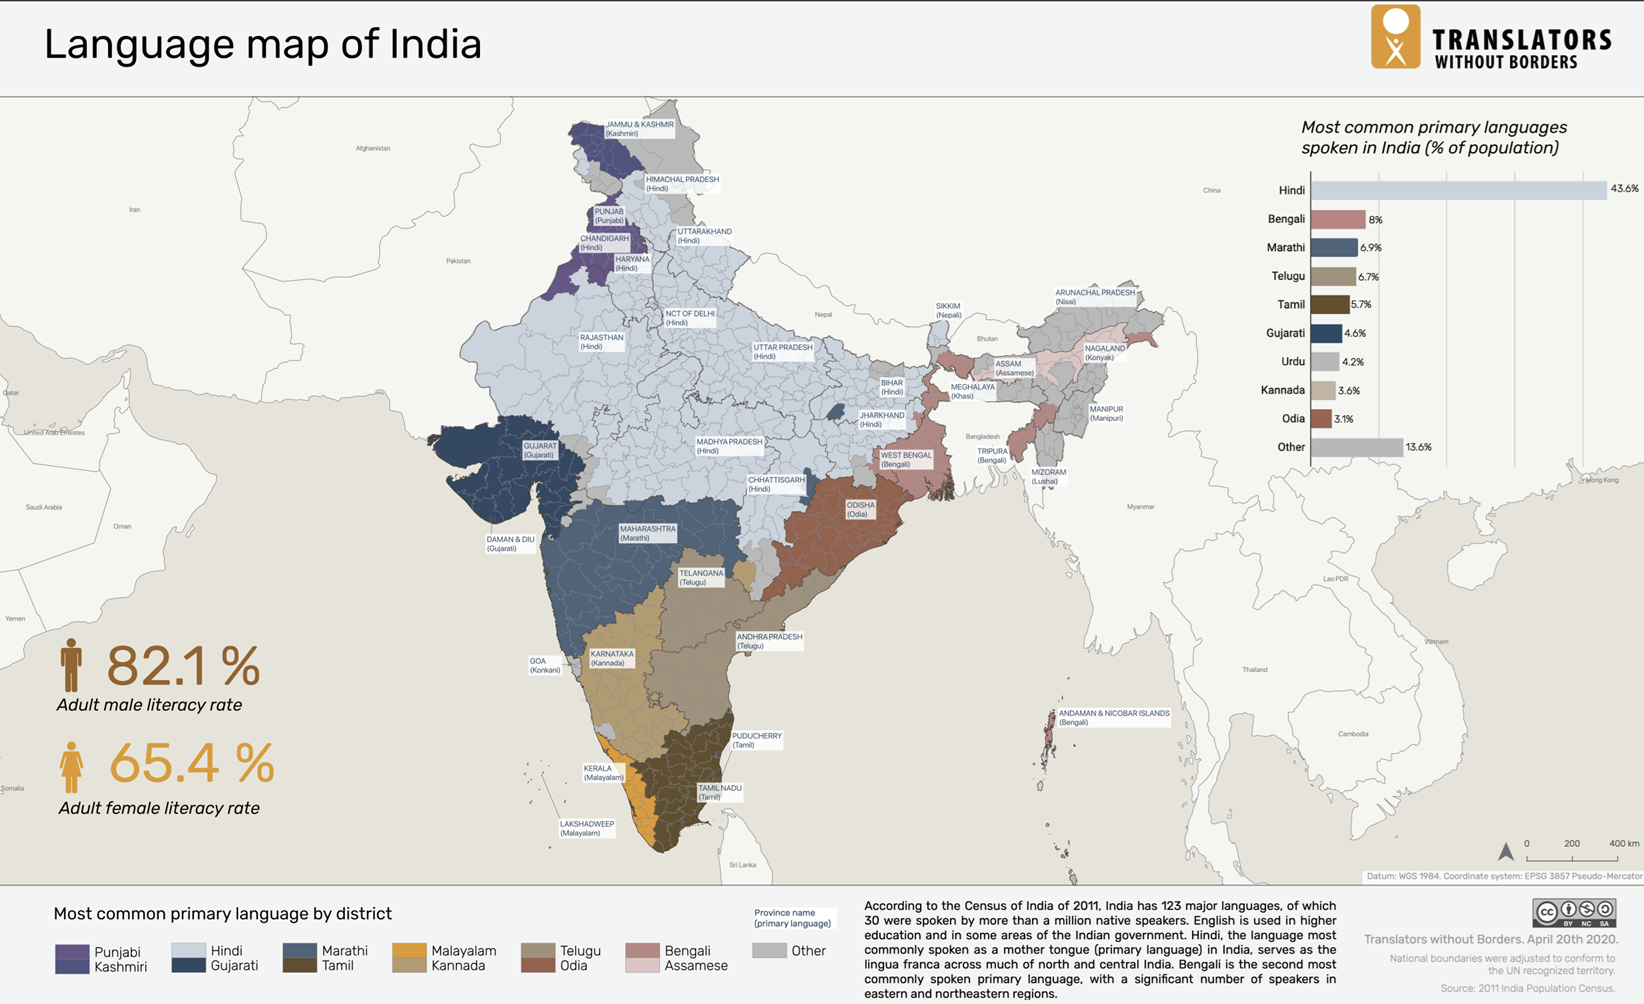 Language map of India
TRANSLATORS
WITHOUT BORDERS
Most common primary languages
spoken in India (% of population)
Hindi 43.6%
Bengali 8%
Marathi 6.9%
Telugu 6.7%
Tamil 5.7%
Gujarati 4.6%
Urdu 4.2%
Kannada 3.6%
Odia 3.1%
Other 13.6%
Afghanistan
Iran
Pakistan
China
Nepal
Bhutan
Bangladesh
Myanmar
Qatar
United Arab Emirates
Saudi Arabia
Oman
Yemen
Somalia
Hong Kong
Lao PDR
Vietnam
Thailand
Cambodia
Sri Lanka
JAMMU & KASHMIR
(Kashmiri)
HIMACHAL PRADESH
(Hindi)
PUNJAB
(Punjabi)
UTTARAKHAND
(Hindi)
CHANDIGARH
(Hindi)
HARYANA
(Hindi)
NCT OF DELHI
(Hindi)
RAJASTHAN
(Hindi)
UTTAR PRADESH
(Hindi)
SIKKIM
(Nepali)
ARUNACHAL PRADESH
(Nissi)
NAGALAND
(Konyak)
ASSAM
(Assamese)
BIHAR
(Hindi)
MEGHALAYA
(Khasi)
MANIPUR
(Manipuri)
JHARKHAND
(Hindi)
MADHYA PRADESH
(Hindi)
GUJARAT
(Gujarati)
WEST BENGAL
(Bengali)
TRIPURA
(Bengali)
MIZORAM
(Lushai)
CHHATTISGARH
(Hindi)
ODISHA
(Odia)
MAHARASHTRA
(Marathi)
DAMAN & DIU
(Gujarati)
TELANGANA
(Telugu)
ANDHRA PRADESH
(Telugu)
GOA
(Konkani)
KARNATAKA
(Kannada)
ANDAMAN & NICOBAR ISLANDS
(Bengali)
PUDUCHERRY
(Tamil)
KERALA
(Malayalam)
TAMIL NADU
(Tamil)
LAKSHADWEEP
(Malayalam)
82.1 %
Adult male literacy rate
65.4 %
Adult female literacy rate
0 200 400 km
Datum: WGS 1984. Coordinate system: EPSG 3857 Pseudo-Mercator
Most common primary language by district
Province name
(primary language)
Punjabi
Kashmiri
Hindi
Gujarati
Marathi
Tamil
Malayalam
Kannada
Telugu
Odia
Bengali
Assamese
Other
According to the Census of India of 2011, India has 123 major languages, of which
30 were spoken by more than a million native speakers. English is used in higher
education and in some areas of the Indian government. Hindi, the language most
commonly spoken as a mother tongue (primary language) in India, serves as the
lingua franca across much of north and central India. Bengali is the second most
commonly spoken primary language, with a significant number of speakers in
eastern and northeastern regions.
cc BY NC SA
Translators without Borders. April 20th 2020.
National boundaries were adjusted to conform to
the UN recognized territory.
Source: 2011 India Population Census.